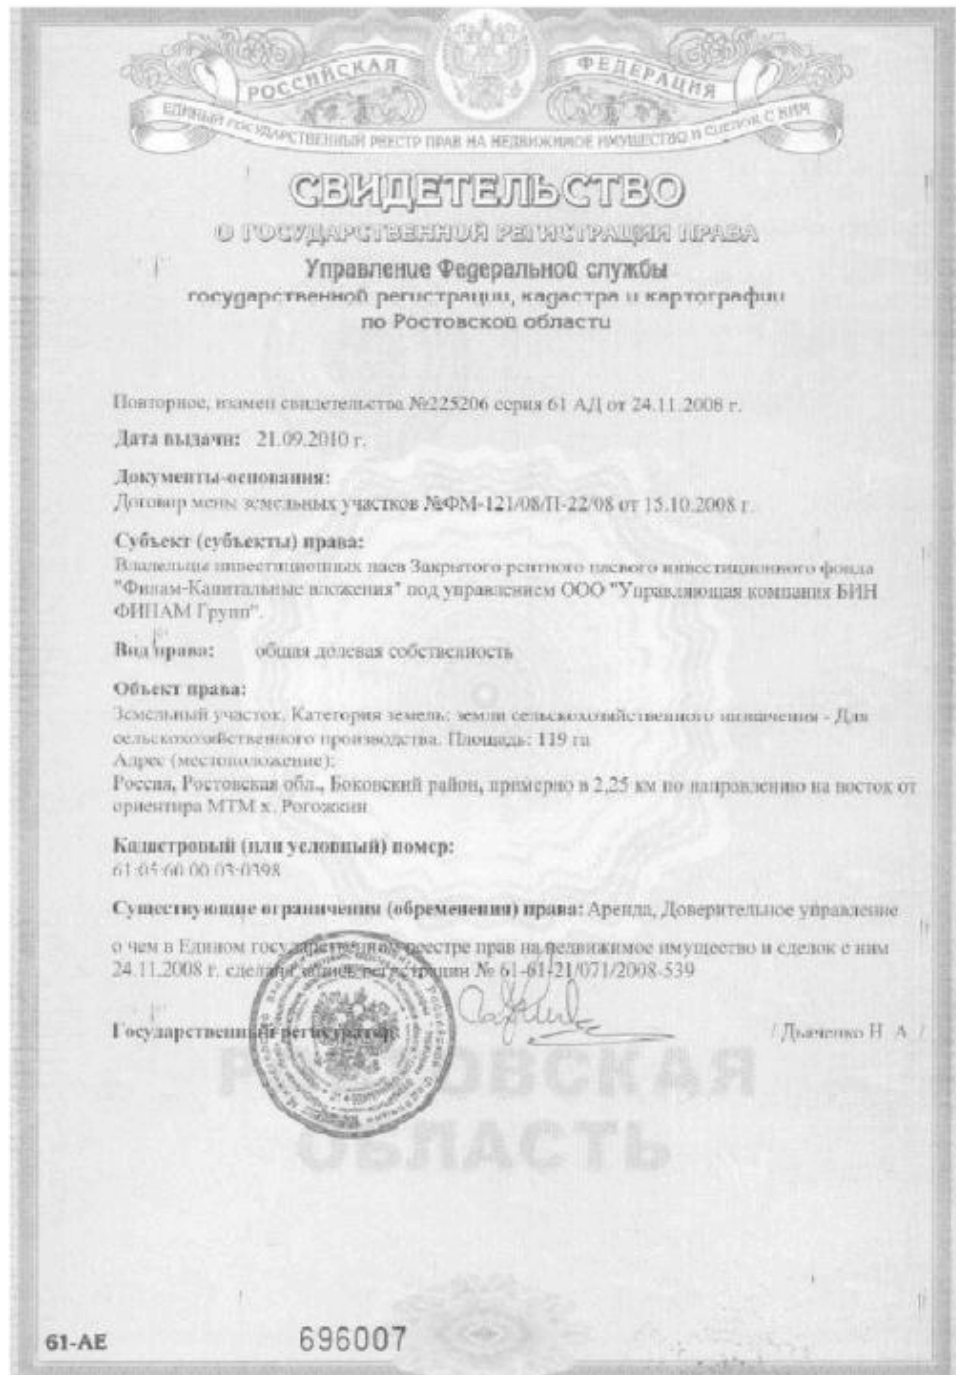 РОССИЙСКАЯ ФЕДЕРАЦИЯ
ЕДИНЫЙ ГОСУДАРСТВЕННЫЙ РЕЕСТР ПРАВ НА НЕДВИЖИМОЕ ИМУЩЕСТВО И СДЕЛОК С НИМ
СВИДЕТЕЛЬСТВО
О ГОСУДАРСТВЕННОЙ РЕГИСТРАЦИИ ПРАВА
Управление Федеральной службы
государственной регистрации, кадастра и картографии
по Ростовской области
Повторное, взамен свидетельства №225206 серия 61 АД от 24.11.2008 г.
Дата выдачи: 21.09.2010 г.
Документы-основания:
Договор мены земельных участков №ФМ-121/08/П-22/08 от 15.10.2008 г.
Субъект (субъекты) права:
Владельцы инвестиционных паев Закрытого рентного паевого инвестиционного фонда
"Финам-Капитальные вложения" под управлением ООО "Управляющая компания БИН
ФИНАМ Групп".
Вид права: общая долевая собственность
Объект права:
Земельный участок. Категория земель: земли сельскохозяйственного назначения - Для
сельскохозяйственного производства. Площадь: 119 га
Адрес (местоположение):
Россия, Ростовская обл., Боковский район, примерно в 2,25 км по направлению на восток от
ориентира МТМ х. Рогожкин
Кадастровый (или условный) номер:
61:05:60 00 03:0398
Существующие ограничения (обременения) права: Аренда, Доверительное управление
о чем в Едином государственном реестре прав на недвижимое имущество и сделок с ним
24.11.2008 г. сделана запись регистрации № 61-61-21/071/2008-539
Государственный регистратор / Дьяченко Н. А. /
РОСТОВСКАЯ
ОБЛАСТЬ
61-АЕ 696007